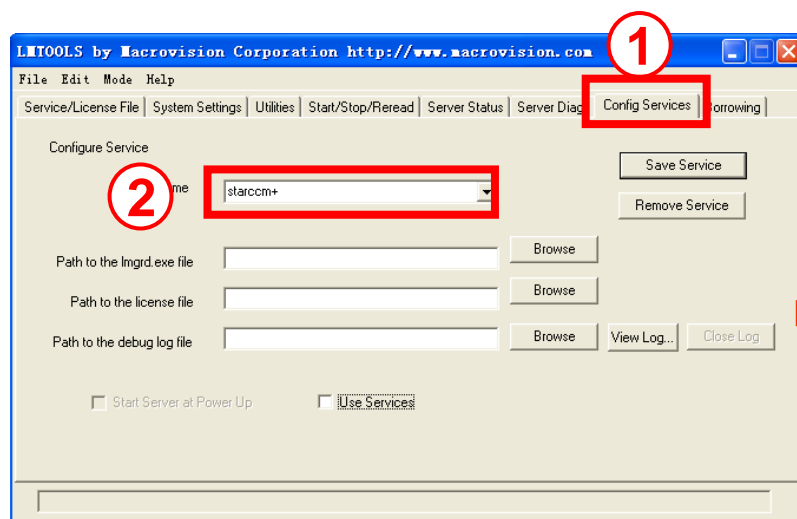 LMTOOLS by Macrovision Corporation http://www.macrovision.com
1
File Edit Mode Help
Service/License File System Settings Utilities Start/Stop/Reread Server Status Server Diag Config Services Borrowing
Configure Service
Save Service
2 me starccm+
Remove Service
Path to the lmgrd.exe file Browse
Path to the license file Browse
Path to the debug log file Browse View Log... Close Log
Start Server at Power Up Use Services